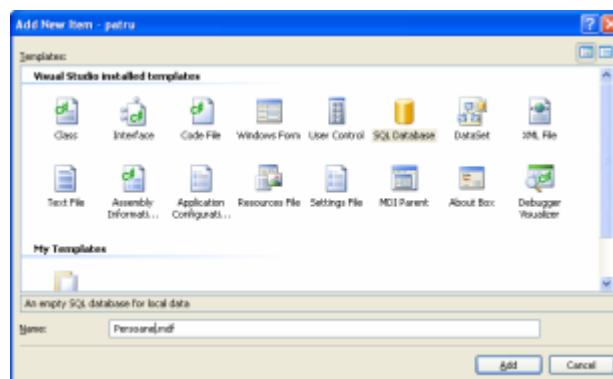 Add New Item - patru
Templates:
Visual Studio installed templates
Class Interface Code File Windows Form User Control SQL Database DataSet XML File
Text File Assembly Informati... Application Configurati... Resources File Settings File MDI Parent About Box Debugger Visualizer
My Templates
An empty SQL database for local data
Name: Persoane.mdf
Add Cancel